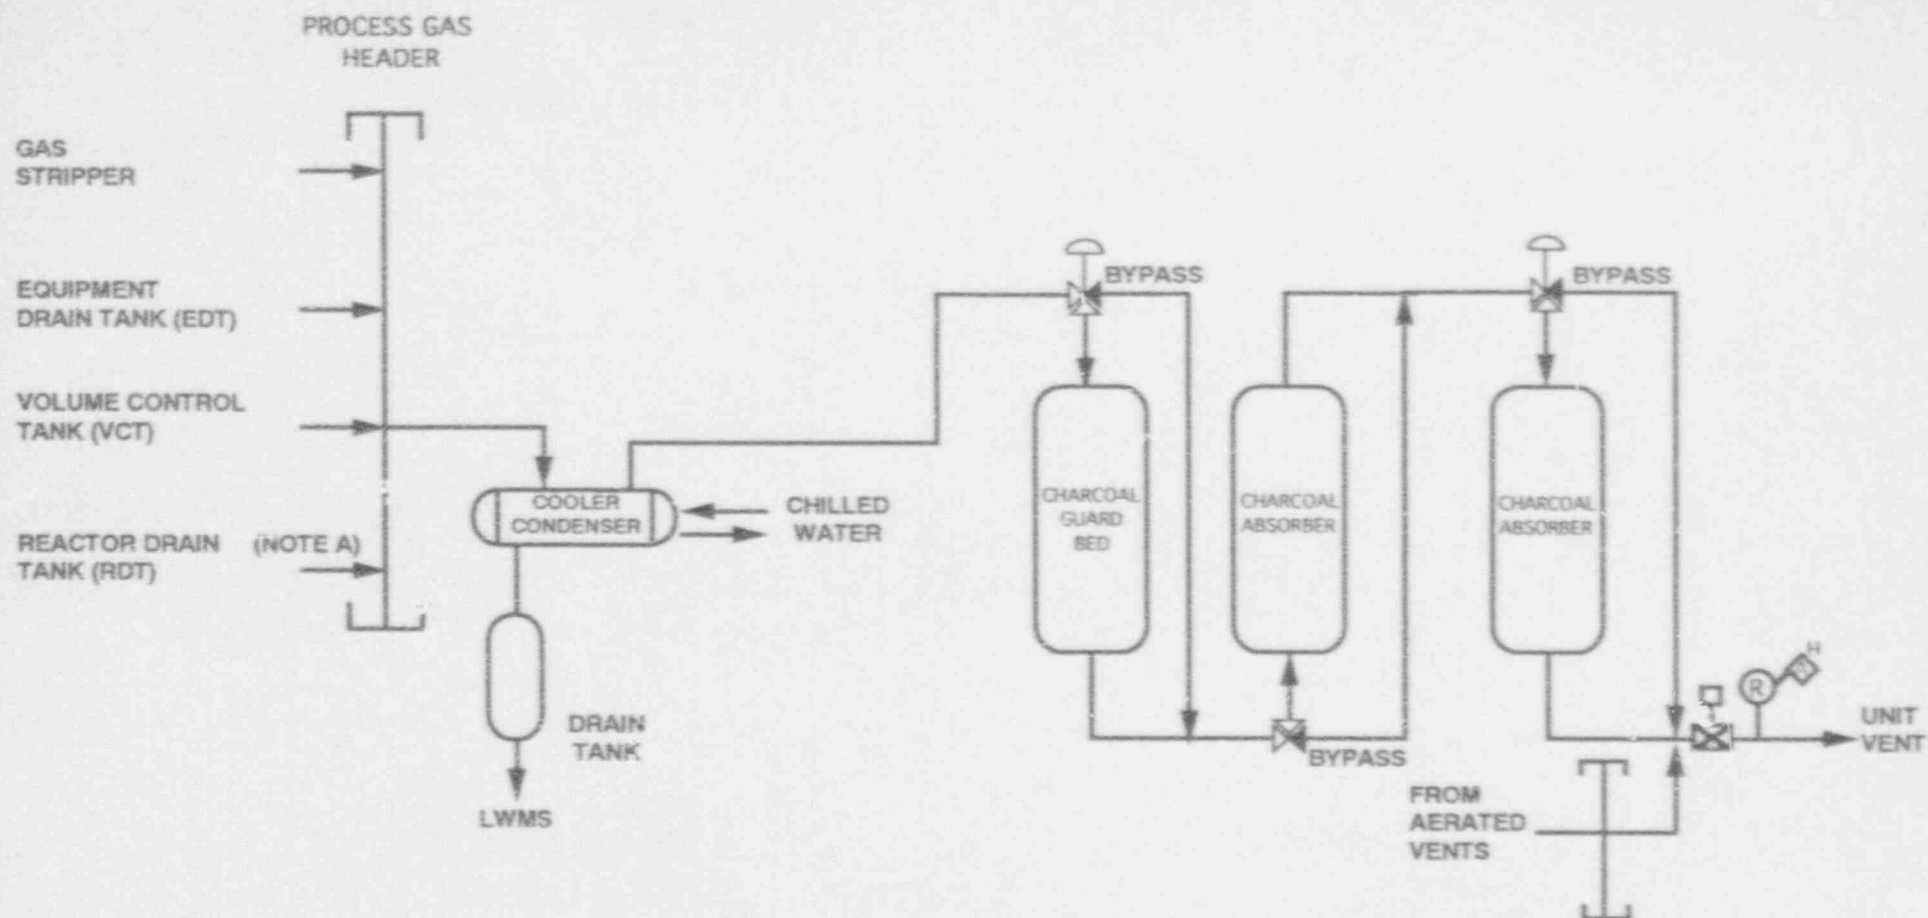 PROCESS GAS
HEADER
GAS
STRIPPER
EQUIPMENT
DRAIN TANK (EDT)
VOLUME CONTROL
TANK (VCT)
REACTOR DRAIN (NOTE A)
TANK (RDT)
COOLER
CONDENSER
CHILLED
WATER
DRAIN
TANK
LWMS
BYPASS
CHARCOAL
GUARD
BED
CHARCOAL
ABSORBER
BYPASS
BYPASS
CHARCOAL
ABSORBER
R
H
UNIT
VENT
FROM
AERATED
VENTS